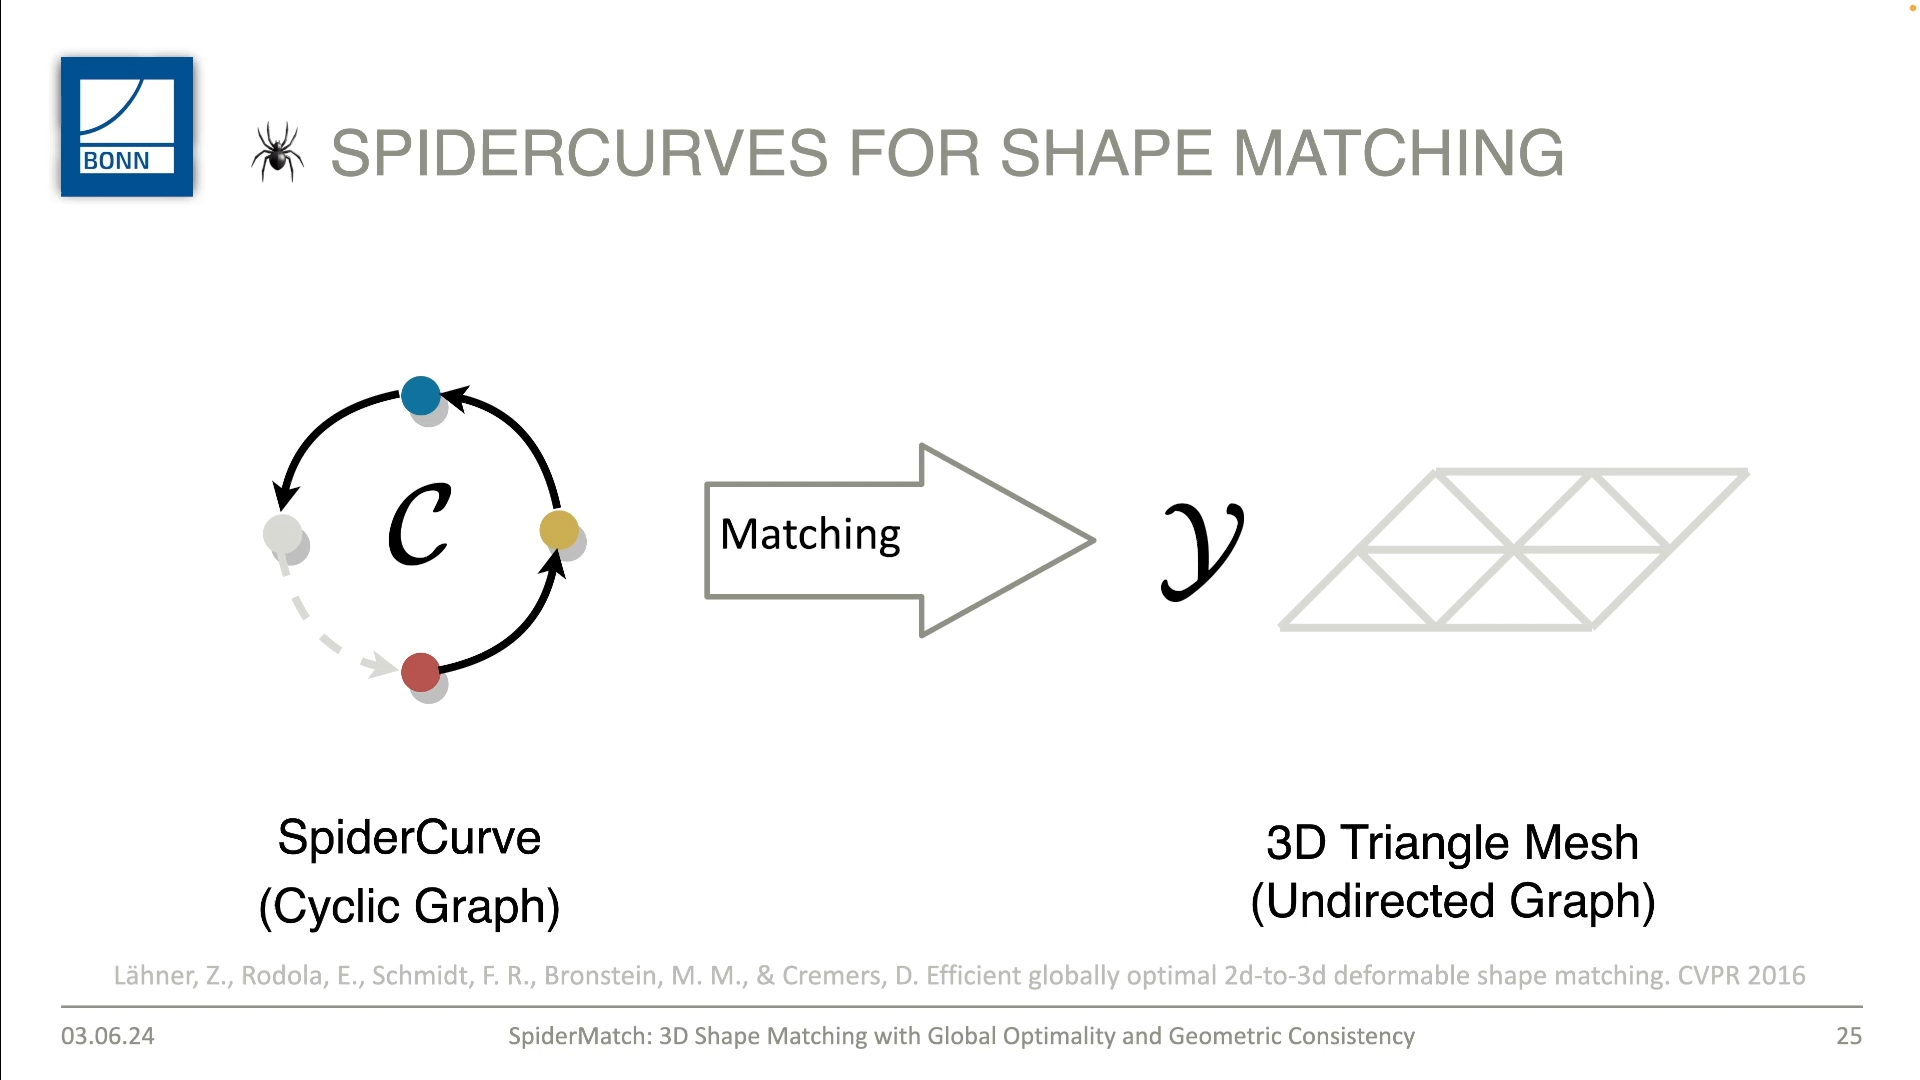 BONN
SPIDERCURVES FOR SHAPE MATCHING
C
Matching
Y
SpiderCurve
(Cyclic Graph)
3D Triangle Mesh
(Undirected Graph)
Lähner, Z., Rodola, E., Schmidt, F. R., Bronstein, M. M., & Cremers, D. Efficient globally optimal 2d-to-3d deformable shape matching. CVPR 2016
03.06.24
SpiderMatch: 3D Shape Matching with Global Optimality and Geometric Consistency
25